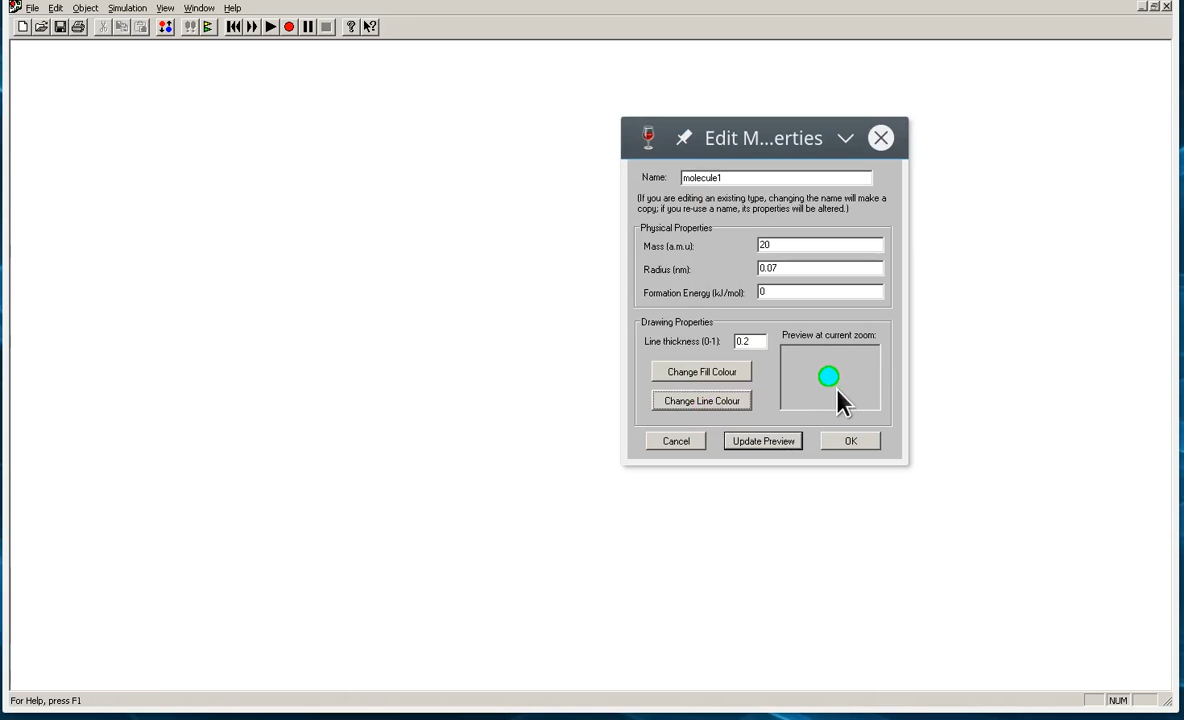 File Edit Object Simulation View Window Help
Edit M...erties
Name: molecule1
(If you are editing an existing type, changing the name will make a
copy; if you re-use a name, its properties will be altered.)
Physical Properties
Mass (a.m.u): 20
Radius (nm): 0.07
Formation Energy (kJ/mol): 0
Drawing Properties
Line thickness (0-1): 0.2
Preview at current zoom:
Change Fill Colour
Change Line Colour
Cancel Update Preview OK
For Help, press F1 NUM